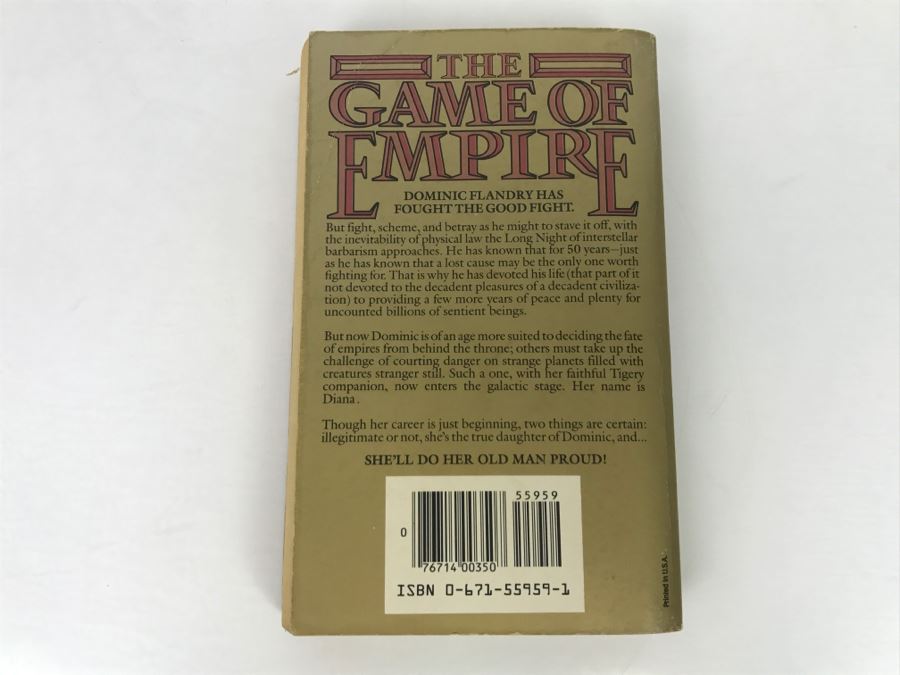 THE
GAME OF
EMPIRE
DOMINIC FLANDRY HAS
FOUGHT THE GOOD FIGHT.
But fight, scheme, and betray as he might to stave it off, with
the inevitability of physical law the Long Night of interstellar
barbarism approaches. He has known that for 50 years—just
as he has known that a lost cause may be the only one worth
fighting for. That is why he has devoted his life (that part of it
not devoted to the decadent pleasures of a decadent civiliza-
tion) to providing a few more years of peace and plenty for
uncounted billions of sentient beings.
But now Dominic is of an age more suited to deciding the fate
of empires from behind the throne; others must take up the
challenge of courting danger on strange planets filled with
creatures stranger still. Such a one, with her faithful Tigery
companion, now enters the galactic stage. Her name is
Diana.
Though her career is just beginning, two things are certain:
illegitimate or not, she's the true daughter of Dominic, and...
SHE'LL DO HER OLD MAN PROUD!
55959
0
76714 00350
ISBN 0-671-55959-1
Printed in U.S.A.